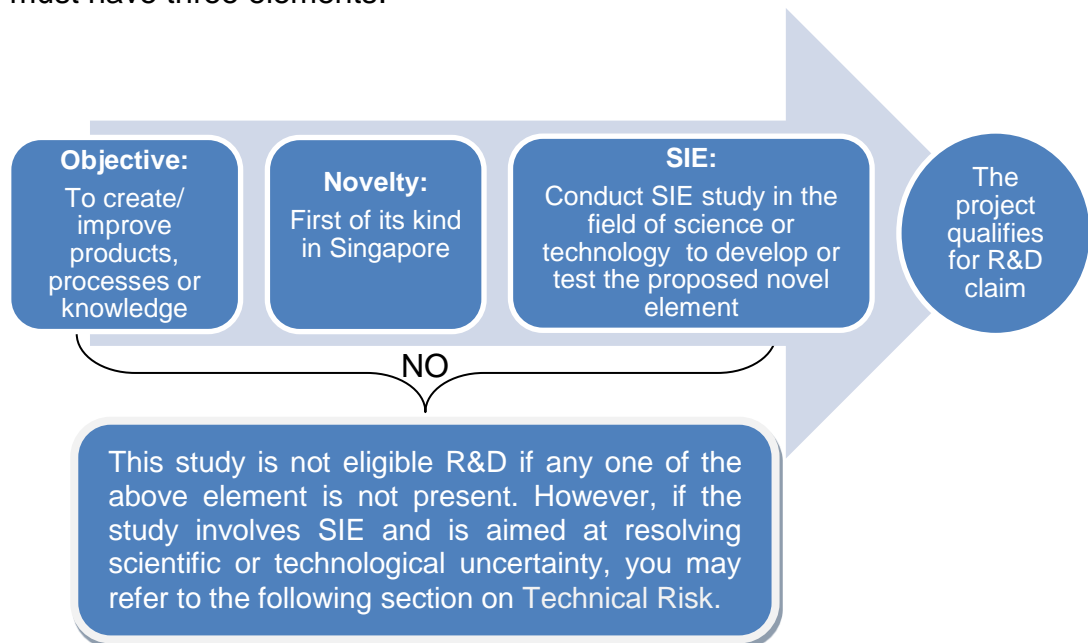 must have three elements:
Objective:
To create/
improve
products,
processes or
knowledge
Novelty:
First of its kind
in Singapore
SIE:
Conduct SIE study in the
field of science or
technology to develop or
test the proposed novel
element
The
project
qualifies
for R&D
claim
NO
This study is not eligible R&D if any one of the
above element is not present. However, if the
study involves SIE and is aimed at resolving
scientific or technological uncertainty, you may
refer to the following section on Technical Risk.